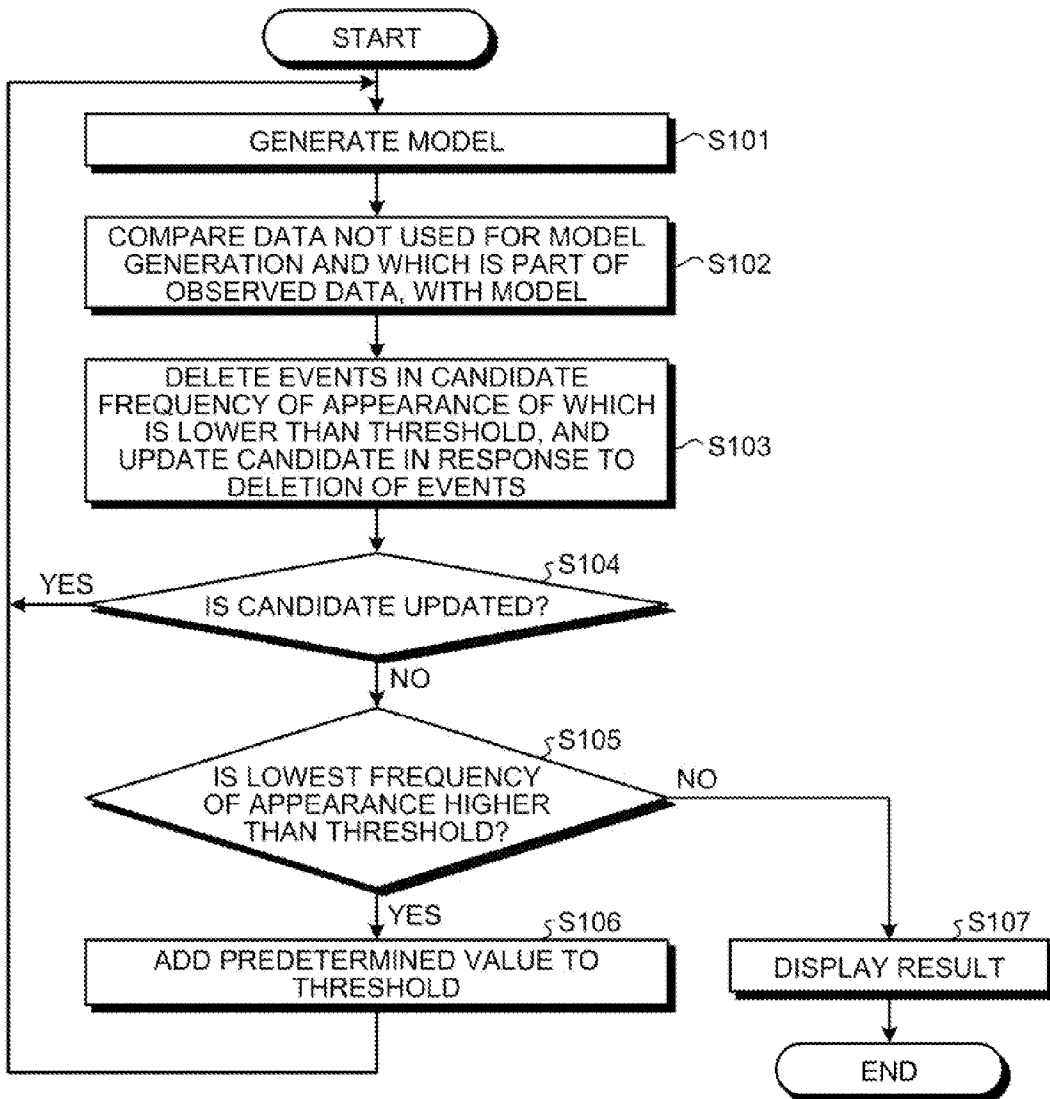 START
GENERATE MODEL
S101
COMPARE DATA NOT USED FOR MODEL
GENERATION AND WHICH IS PART OF
OBSERVED DATA, WITH MODEL
S102
DELETE EVENTS IN CANDIDATE
FREQUENCY OF APPEARANCE OF WHICH
IS LOWER THAN THRESHOLD, AND
UPDATE CANDIDATE IN RESPONSE TO
DELETION OF EVENTS
S103
S104
YES
IS CANDIDATE UPDATED?
NO
S105
IS LOWEST FREQUENCY
OF APPEARANCE HIGHER
THAN THRESHOLD?
NO
YES
S106
ADD PREDETERMINED VALUE TO
THRESHOLD
S107
DISPLAY RESULT
END